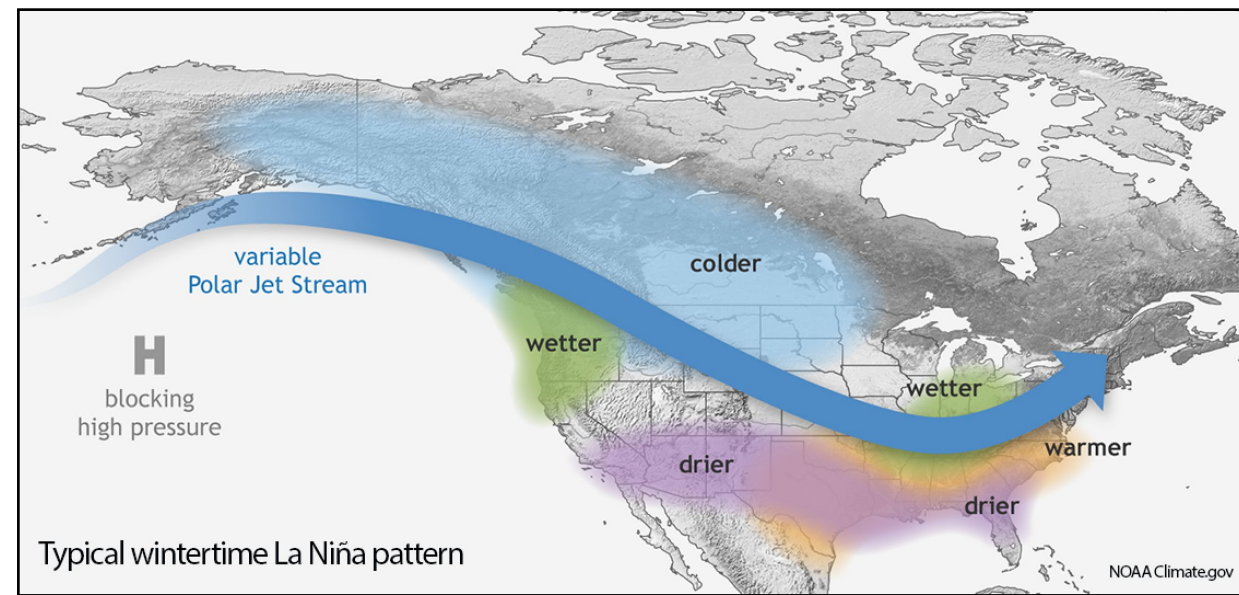 colder
variable
Polar Jet Stream
wetter
H
blocking
high pressure
wetter
warmer
drier
drier
Typical wintertime La Niña pattern
NOAA Climate.gov